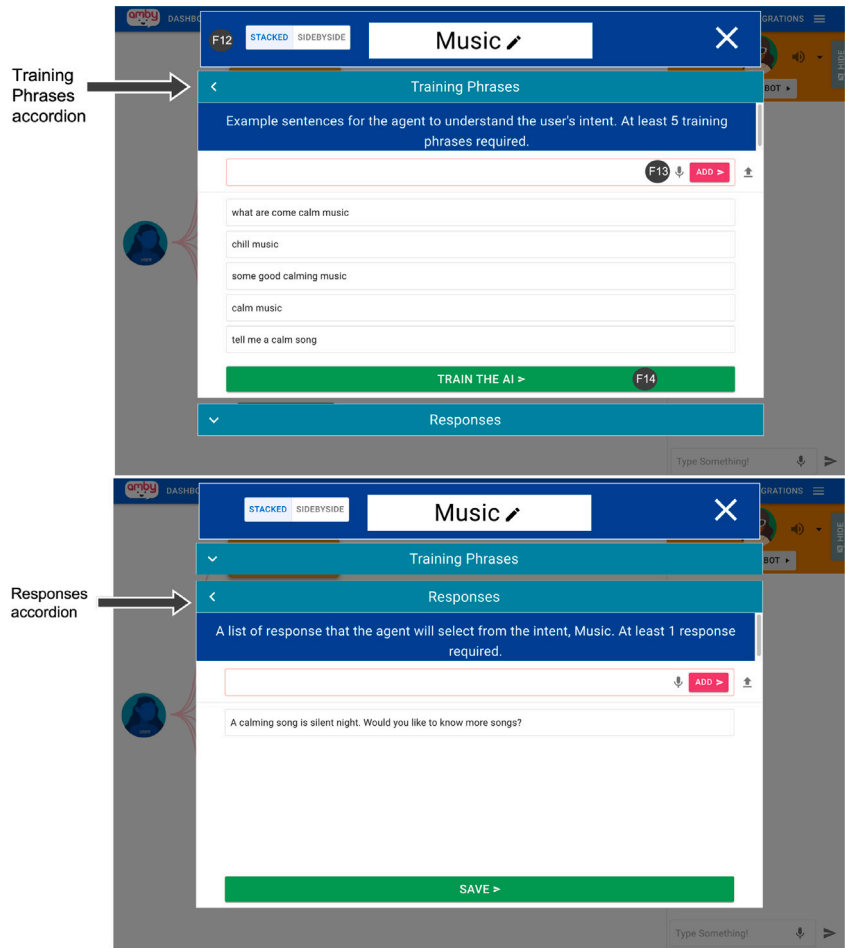 amby DASHBO
GRATIONS
F12 STACKED SIDEBYSIDE Music
HIDE
BOT
Training
Phrases
accordion
Training Phrases
Example sentences for the agent to understand the user's intent. At least 5 training
phrases required.
F13 ADD
what are come calm music
chill music
some good calming music
calm music
tell me a calm song
TRAIN THE AI F14
Responses
Type Something!
amby DASHBO
GRATIONS
STACKED SIDEBYSIDE Music
HIDE
BOT
Training Phrases
Responses
accordion
Responses
A list of response that the agent will select from the intent, Music. At least 1 response
required.
ADD
A calming song is silent night. Would you like to know more songs?
SAVE
Type Something!